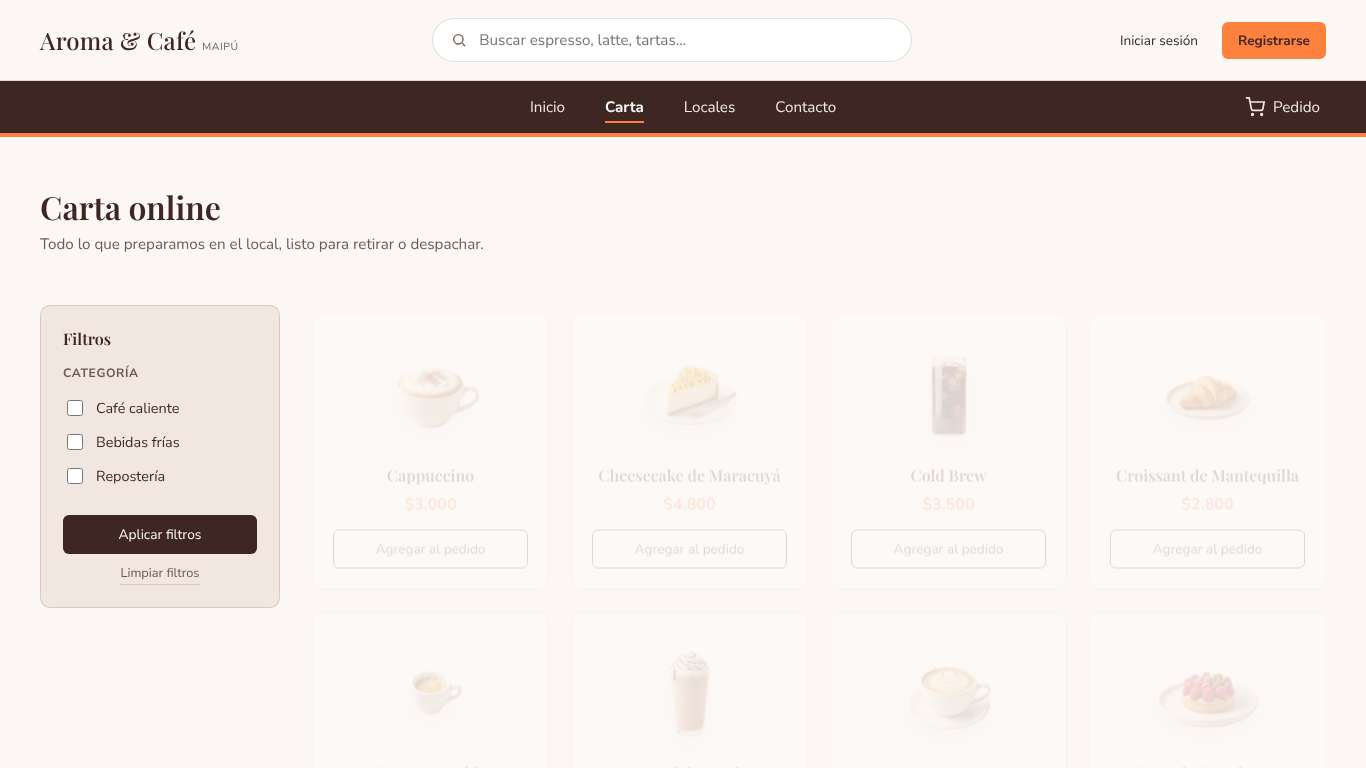 Aroma & Café MAIPÚ
Buscar espresso, latte, tartas...
Iniciar sesión
Registrarse
Inicio
Carta
Locales
Contacto
Pedido
Carta online
Todo lo que preparamos en el local, listo para retirar o despachar.
Filtros
CATEGORÍA
Café caliente
Bebidas frías
Repostería
Aplicar filtros
Limpiar filtros
Cappuccino
$3.000
Agregar al pedido
Cheesecake de Maracuyá
$4.800
Agregar al pedido
Cold Brew
$3.500
Agregar al pedido
Croissant de Mantequilla
$2.800
Agregar al pedido